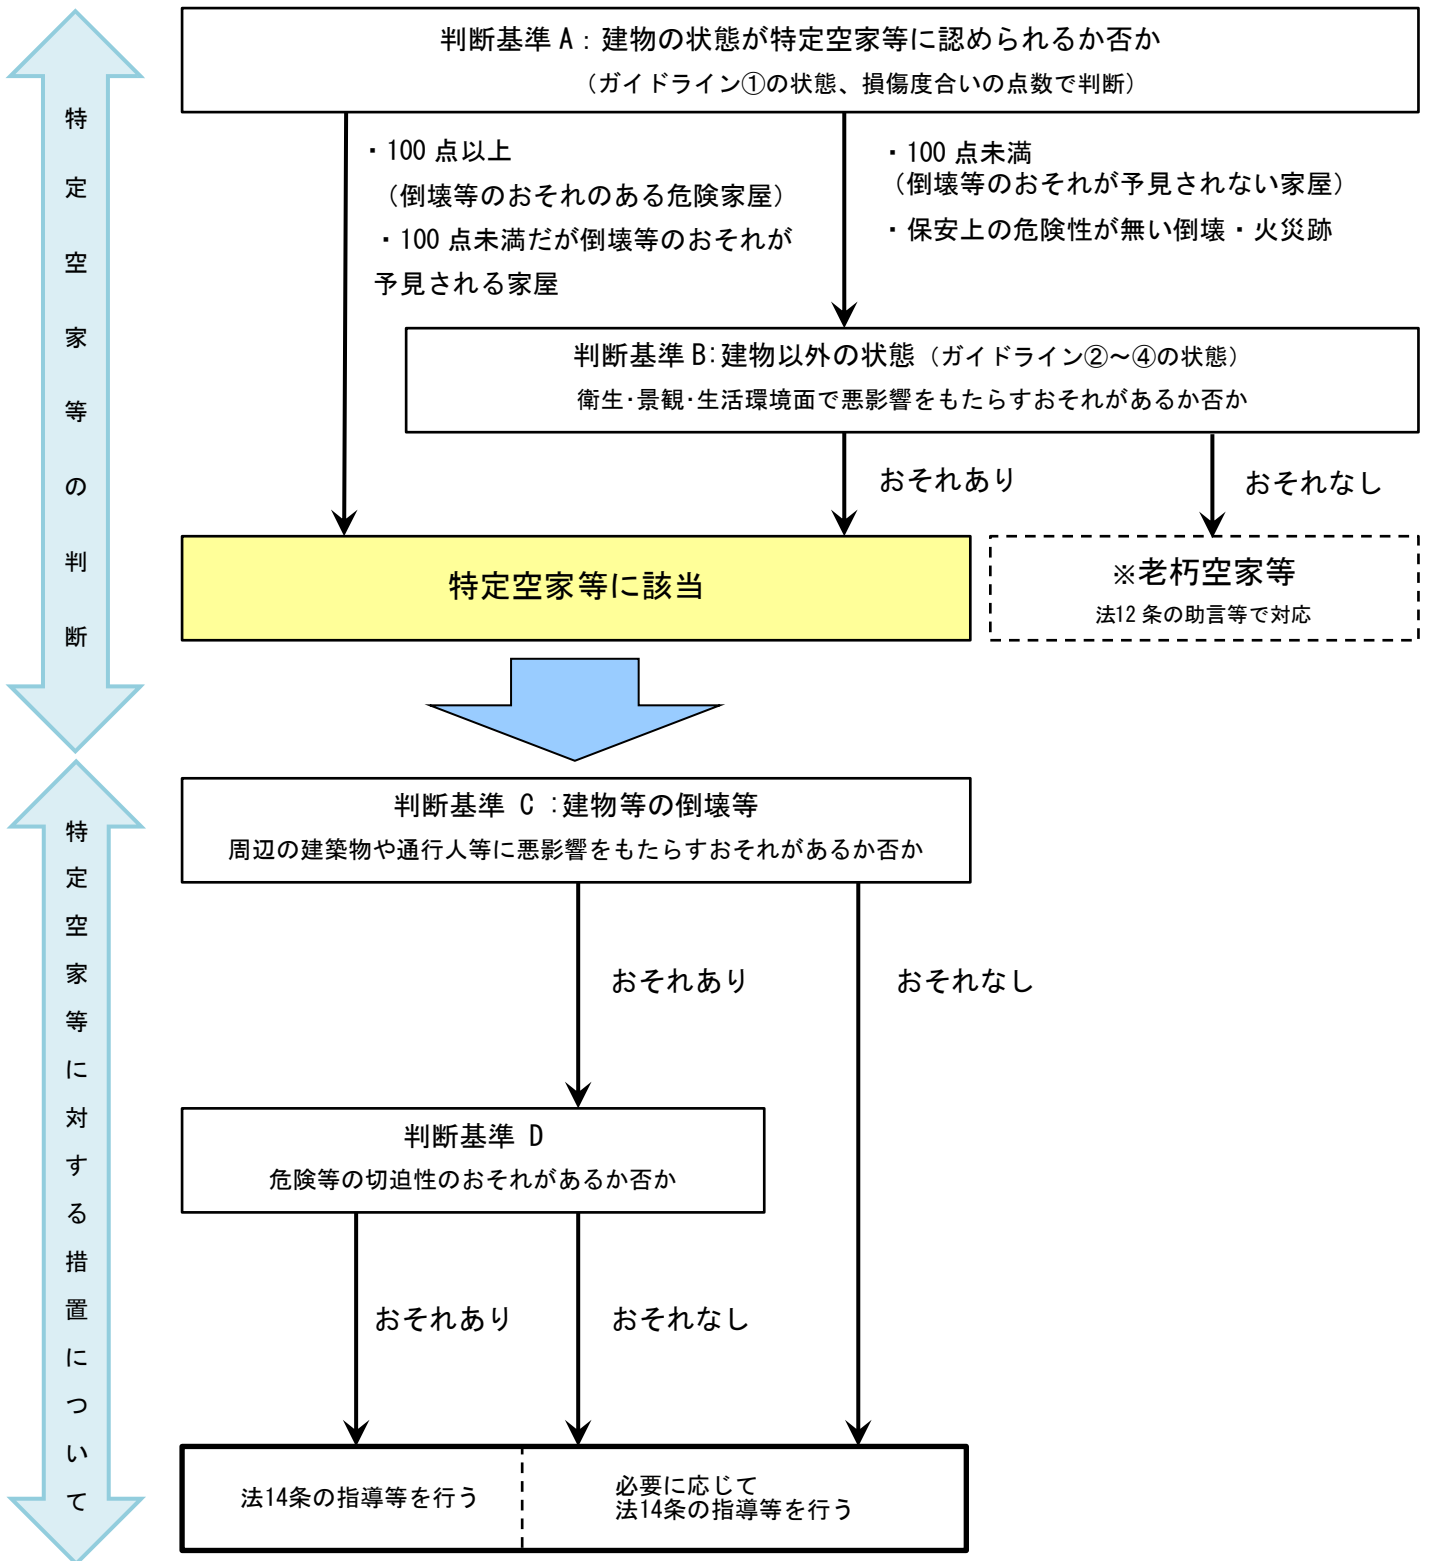 特定空家等の判断
判断基準 A：建物の状態が特定空家等に認められるか否か
（ガイドライン①の状態、損傷度合いの点数で判断）
・100 点以上
（倒壊等のおそれのある危険家屋）
・100 点未満だが倒壊等のおそれが
予見される家屋
・100 点未満
（倒壊等のおそれが予見されない家屋）
・保安上の危険性が無い倒壊・火災跡
判断基準 B:建物以外の状態（ガイドライン②～④の状態）
衛生・景観・生活環境面で悪影響をもたらすおそれがあるか否か
おそれあり
おそれなし
特定空家等に該当
※老朽空家等
法12 条の助言等で対応
特定空家等に対する措置について
判断基準 C :建物等の倒壊等
周辺の建築物や通行人等に悪影響をもたらすおそれがあるか否か
おそれあり
おそれなし
判断基準 D
危険等の切迫性のおそれがあるか否か
おそれあり
おそれなし
法14条の指導等を行う
必要に応じて
法14条の指導等を行う